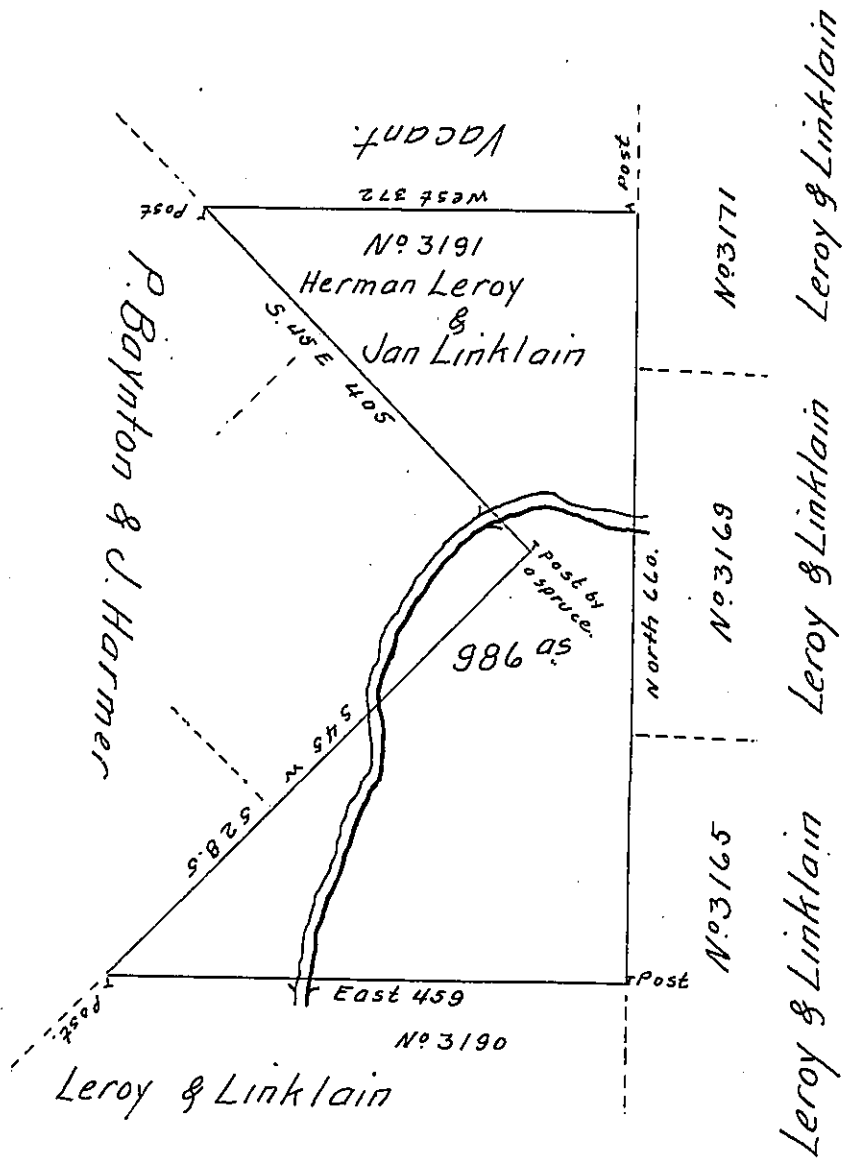 Vacant.
Post
Post
West 372
Nº 3191
Herman Leroy
&
Jan Linklain
S. 45 E 405
P. Baynton & J. Harmer
Post by
a spruce.
986 as
North 660.
S 45 W
528.5
Post.
East 459
Post
Nº 3190
Leroy & Linklain
Nº 3171
Leroy & Linklain
Nº 3169
Leroy & Linklain
Nº 3165
Leroy & Linklain